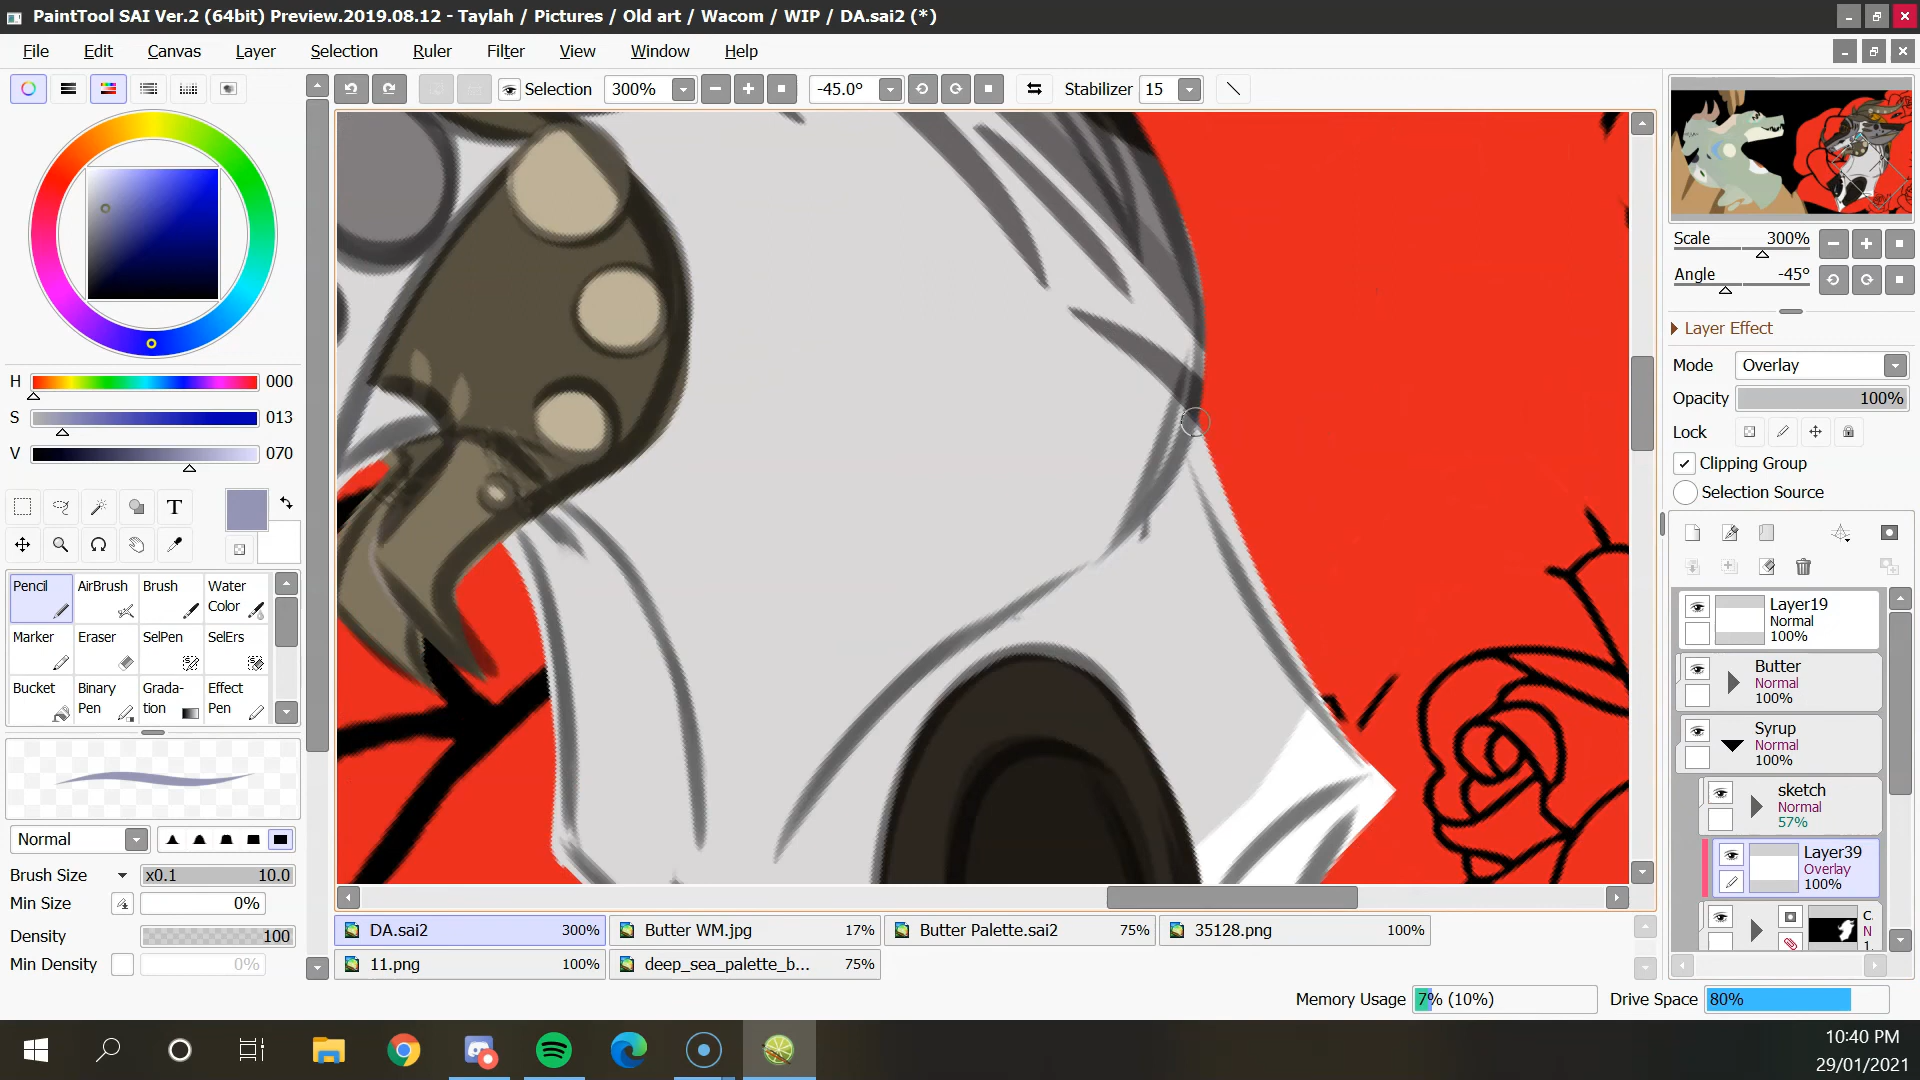 PaintTool SAI Ver.2 (64bit) Preview.2019.08.12 - Taylah / Pictures / Old art / Wacom / WIP / DA.sai2 (*)
File Edit Canvas Layer Selection Ruler Filter View Window Help
Selection 300% -45.0° Stabilizer 15
H 000
S 013
V 070
T
Pencil AirBrush Brush Water Color
Marker Eraser SelPen SelErs
Bucket Binary Pen Grada-tion Effect Pen
Normal
Brush Size x0.1 10.0
Min Size 0%
Density 100
Min Density 0%
Scale 300%
Angle -45°
Layer Effect
Mode Overlay
Opacity 100%
Lock
Clipping Group
Selection Source
Layer19
Normal
100%
Butter
Normal
100%
Syrup
Normal
100%
sketch
Normal
57%
Layer39
Overlay
100%
C
N
1
DA.sai2 300% Butter WM.jpg 17% Butter Palette.sai2 75% 35128.png 100%
11.png 100% deep_sea_palette_b... 75%
Memory Usage 7% (10%) Drive Space 80%
10:40 PM
29/01/2021